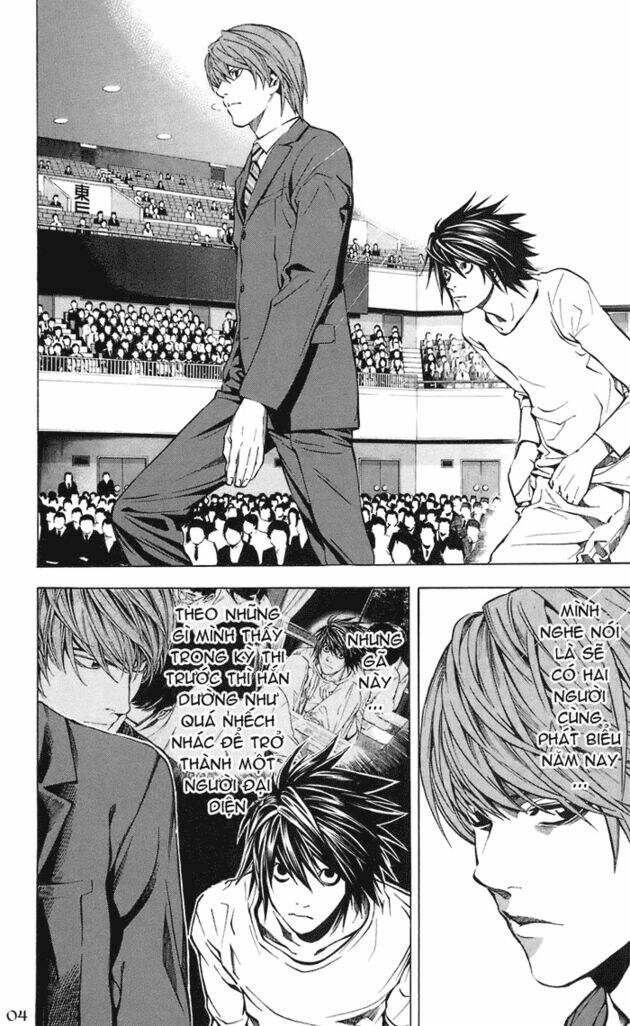 東
MÌNH
NGHE NÓI
LÀ SẼ
CÓ HAI
NGƯỜI
CÙNG
PHÁT BIỂU
NĂM NAY
...
NHƯNG
GÃ
NÀY
...
THEO NHỮNG
GÌ MÌNH THẤY
TRONG KỲ THI
TRƯỚC THÌ HẮN
DƯỜNG NHƯ
QUÁ NHẾCH
NHÁC ĐỂ TRỞ
THÀNH MỘT
NGƯỜI ĐẠI
DIỆN
04